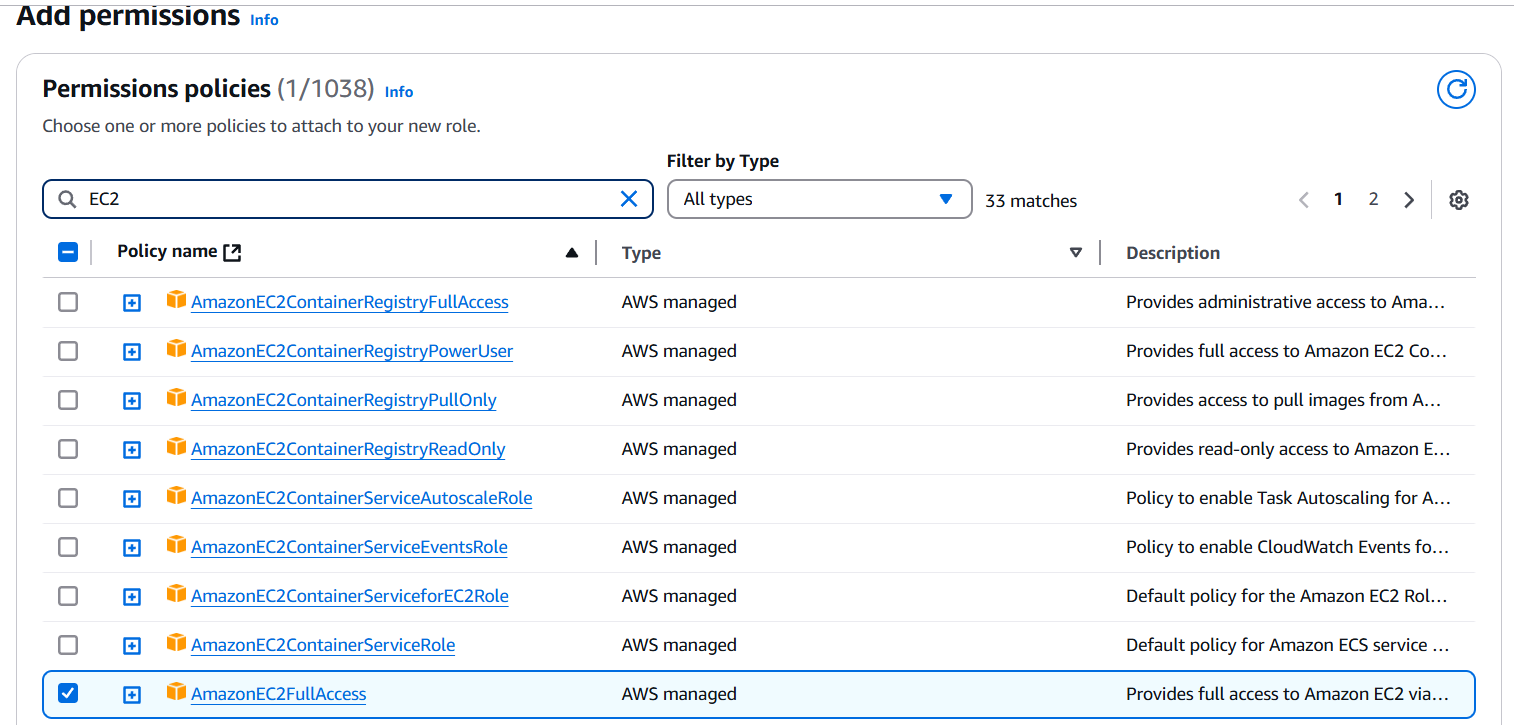 Add permissions Info
Permissions policies (1/1038) Info
Choose one or more policies to attach to your new role.
Filter by Type
EC2 All types 33 matches 1 2
Policy name Type Description
AmazonEC2ContainerRegistryFullAccess AWS managed Provides administrative access to Ama...
AmazonEC2ContainerRegistryPowerUser AWS managed Provides full access to Amazon EC2 Co...
AmazonEC2ContainerRegistryPullOnly AWS managed Provides access to pull images from A...
AmazonEC2ContainerRegistryReadOnly AWS managed Provides read-only access to Amazon E...
AmazonEC2ContainerServiceAutoscaleRole AWS managed Policy to enable Task Autoscaling for A...
AmazonEC2ContainerServiceEventsRole AWS managed Policy to enable CloudWatch Events fo...
AmazonEC2ContainerServiceforEC2Role AWS managed Default policy for the Amazon EC2 Rol...
AmazonEC2ContainerServiceRole AWS managed Default policy for Amazon ECS service ...
AmazonEC2FullAccess AWS managed Provides full access to Amazon EC2 via...